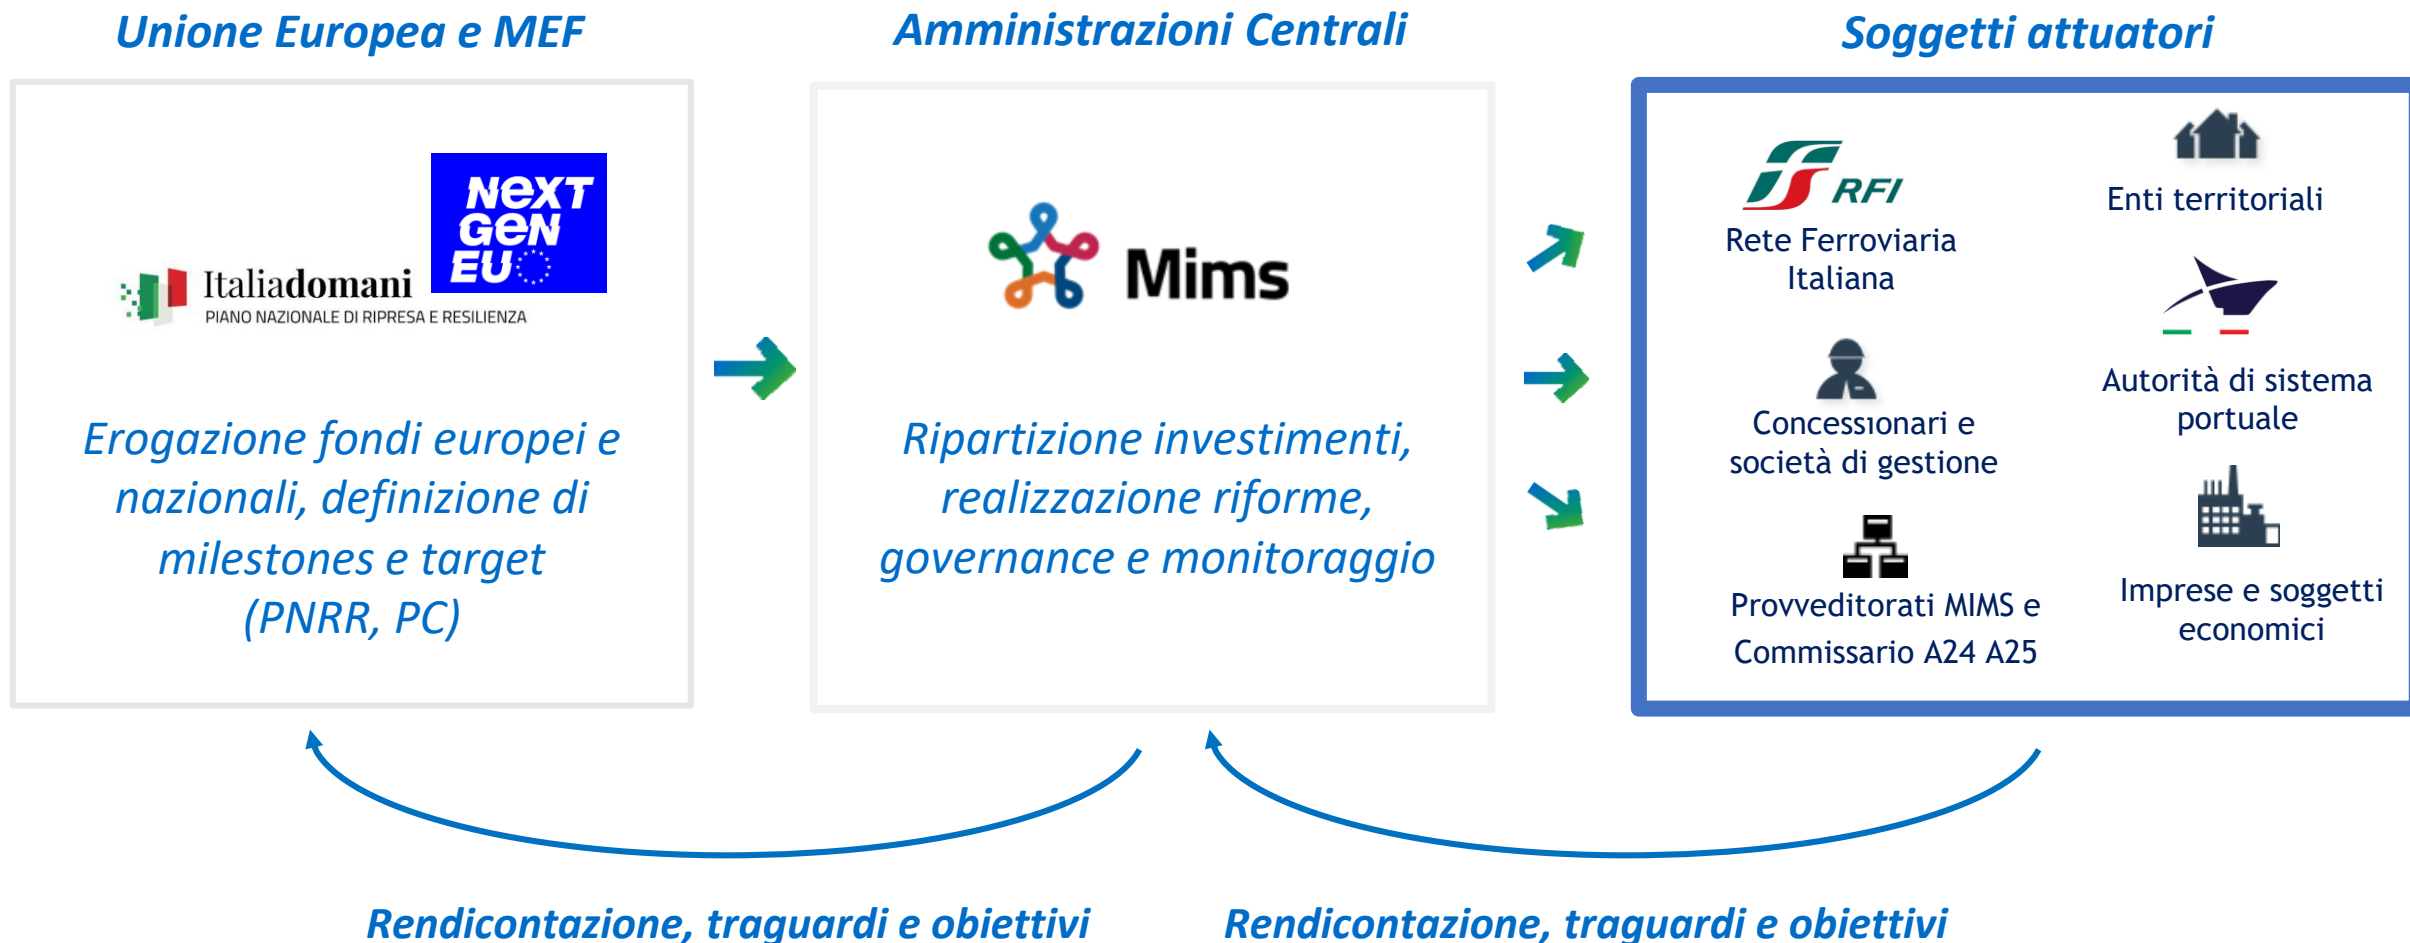 Unione Europea e MEF
Amministrazioni Centrali
Soggetti attuatori
NEXT
GEN
EU
Italiadomani
PIANO NAZIONALE DI RIPRESA E RESILIENZA
Erogazione fondi europei e
nazionali, definizione di
milestones e target
(PNRR, PC)
Mims
Ripartizione investimenti,
realizzazione riforme,
governance e monitoraggio
RFI
Rete Ferroviaria
Italiana
Concessionari e
società di gestione
Provveditorati MIMS e
Commissario A24 A25
Enti territoriali
Autorità di sistema
portuale
Imprese e soggetti
economici
Rendicontazione, traguardi e obiettivi
Rendicontazione, traguardi e obiettivi